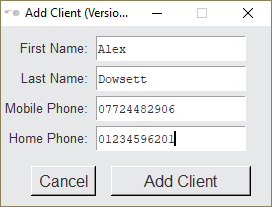 Add Client (Versio...
First Name: Alex
Last Name: Dowsett
Mobile Phone: 07724482906
Home Phone: 01234596201
Cancel Add Client